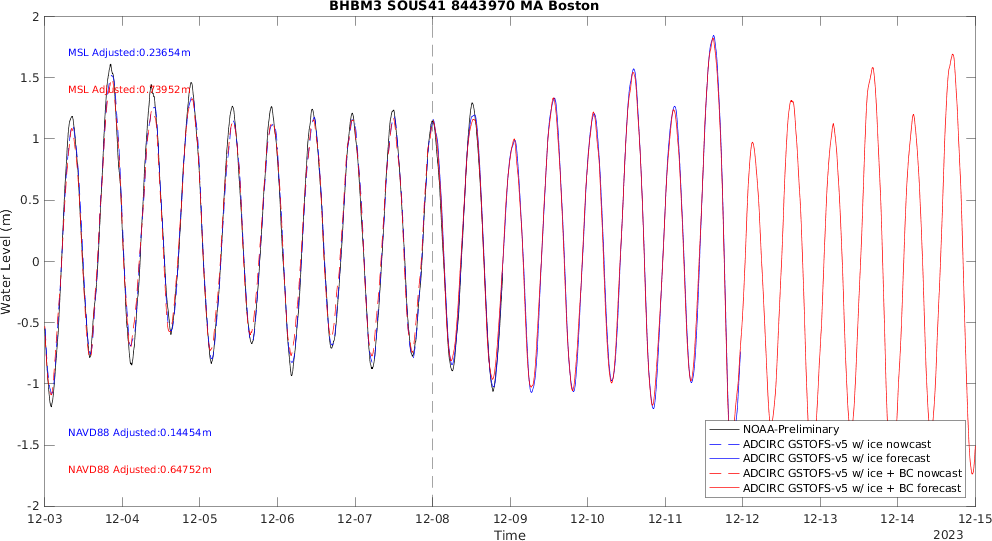 BHBM3 SOUS41 8443970 MA Boston
2
1.5
1
0.5
0
-0.5
-1
-1.5
-2
Water Level (m)
MSL Adjusted:0.23654m
MSL Adjusted:0.73952m
NAVD88 Adjusted:0.14454m
NAVD88 Adjusted:0.64752m
NOAA-Preliminary
ADCIRC GSTOFS-v5 w/ ice nowcast
ADCIRC GSTOFS-v5 w/ ice forecast
ADCIRC GSTOFS-v5 w/ ice + BC nowcast
ADCIRC GSTOFS-v5 w/ ice + BC forecast
12-03 12-04 12-05 12-06 12-07 12-08 12-09 12-10 12-11 12-12 12-13 12-14 12-15
Time
2023